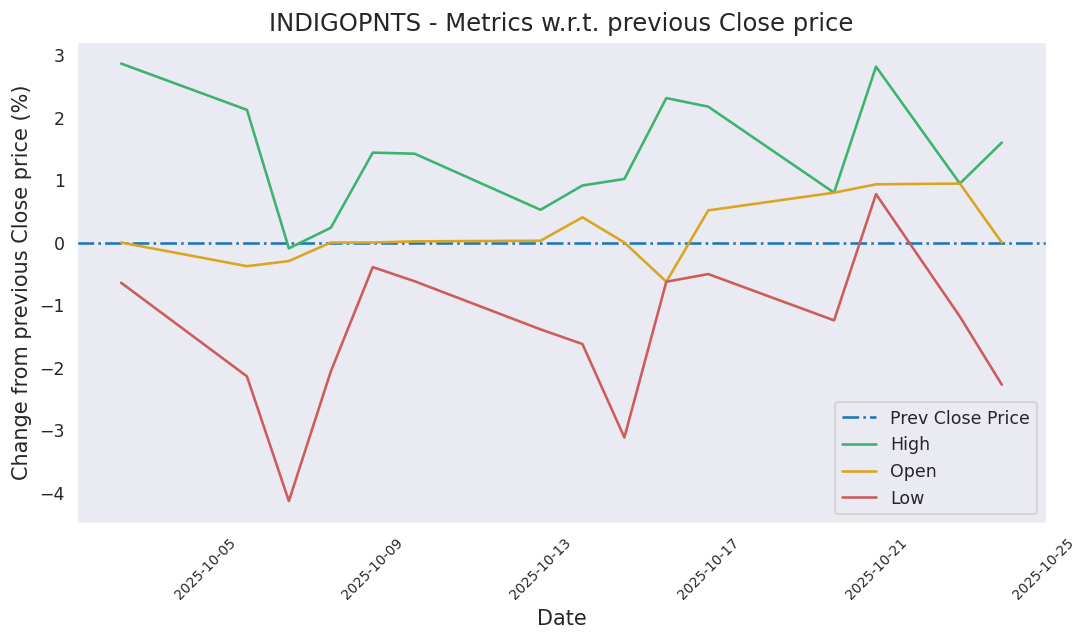 INDIGOPNTS - Metrics w.r.t. previous Close price
Change from previous Close price (%)
3
2
1
0
−1
−2
−3
−4
Prev Close Price
High
Open
Low
2025-10-05
2025-10-09
2025-10-13
2025-10-17
2025-10-21
2025-10-25
Date